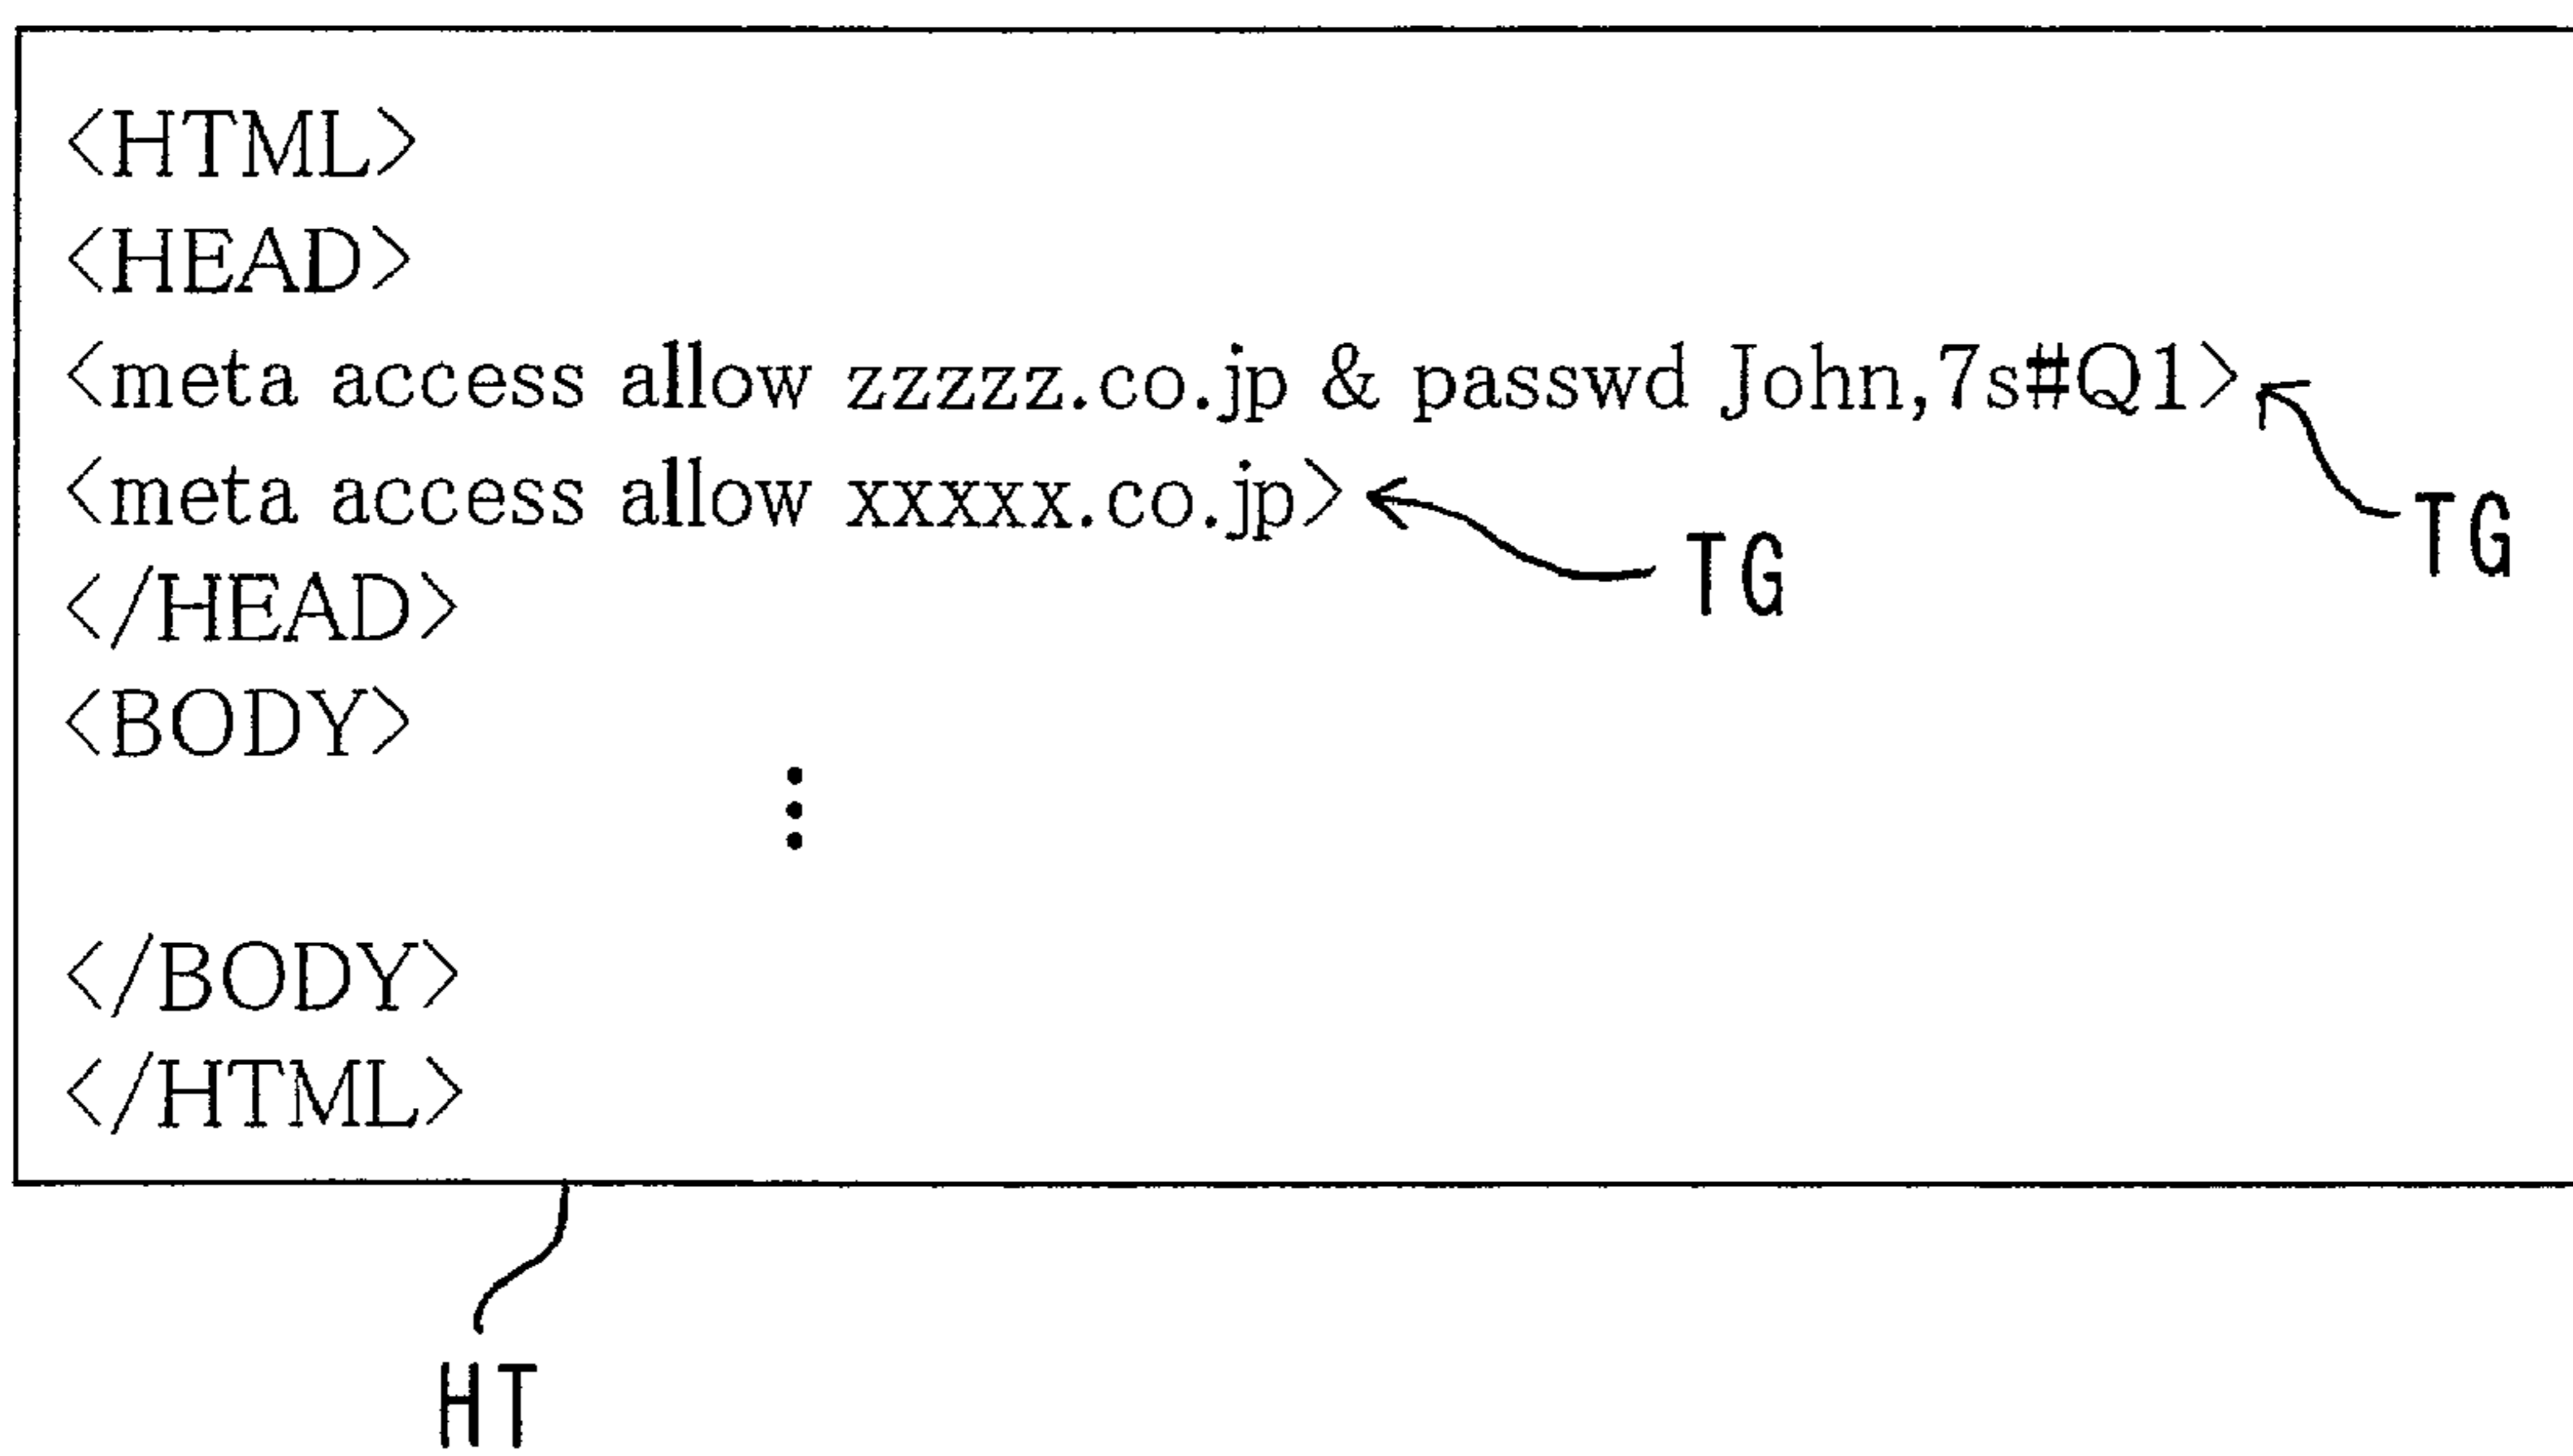 <HTML>
<HEAD>
<meta access allow zzzzz.co.jp & passwd John,7s#Q1>
TG
<meta access allow xxxxx.co.jp>
TG
</HEAD>
<BODY>
⋮
</BODY>
</HTML>
HT